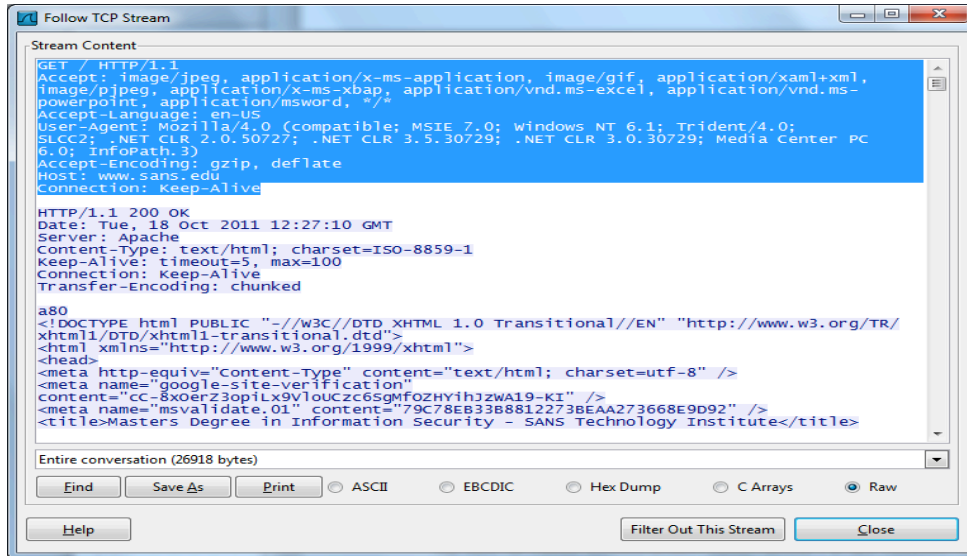 Follow TCP Stream
Stream Content
GET / HTTP/1.1
Accept: image/jpeg, application/x-ms-application, image/gif, application/xaml+xml,
image/pjpeg, application/x-ms-xbap, application/vnd.ms-excel, application/vnd.ms-
powerpoint, application/msword, */*
Accept-Language: en-US
User-Agent: Mozilla/4.0 (compatible; MSIE 7.0; Windows NT 6.1; Trident/4.0;
SLCC2; .NET CLR 2.0.50727; .NET CLR 3.5.30729; .NET CLR 3.0.30729; Media Center PC
6.0; InfoPath.3)
Accept-Encoding: gzip, deflate
Host: www.sans.edu
Connection: Keep-Alive
HTTP/1.1 200 OK
Date: Tue, 18 Oct 2011 12:27:10 GMT
Server: Apache
Content-Type: text/html; charset=ISO-8859-1
Keep-Alive: timeout=5, max=100
Connection: Keep-Alive
Transfer-Encoding: chunked
a80
<!DOCTYPE html PUBLIC "-//W3C//DTD XHTML 1.0 Transitional//EN" "http://www.w3.org/TR/
xhtml1/DTD/xhtml1-transitional.dtd">
<html xmlns="http://www.w3.org/1999/xhtml">
<head>
<meta http-equiv="Content-Type" content="text/html; charset=utf-8" />
<meta name="google-site-verification"
content="cC-8xOerZ3opiLx9VloUCzc6SgMfOZHYihJzWA19-KI" />
<meta name="msvalidate.01" content="79C78EB33B8812273BEAA273668E9D92" />
<title>Masters Degree in Information Security - SANS Technology Institute</title>
Entire conversation (26918 bytes)
Find Save As Print ASCII EBCDIC Hex Dump C Arrays Raw
Help Filter Out This Stream Close